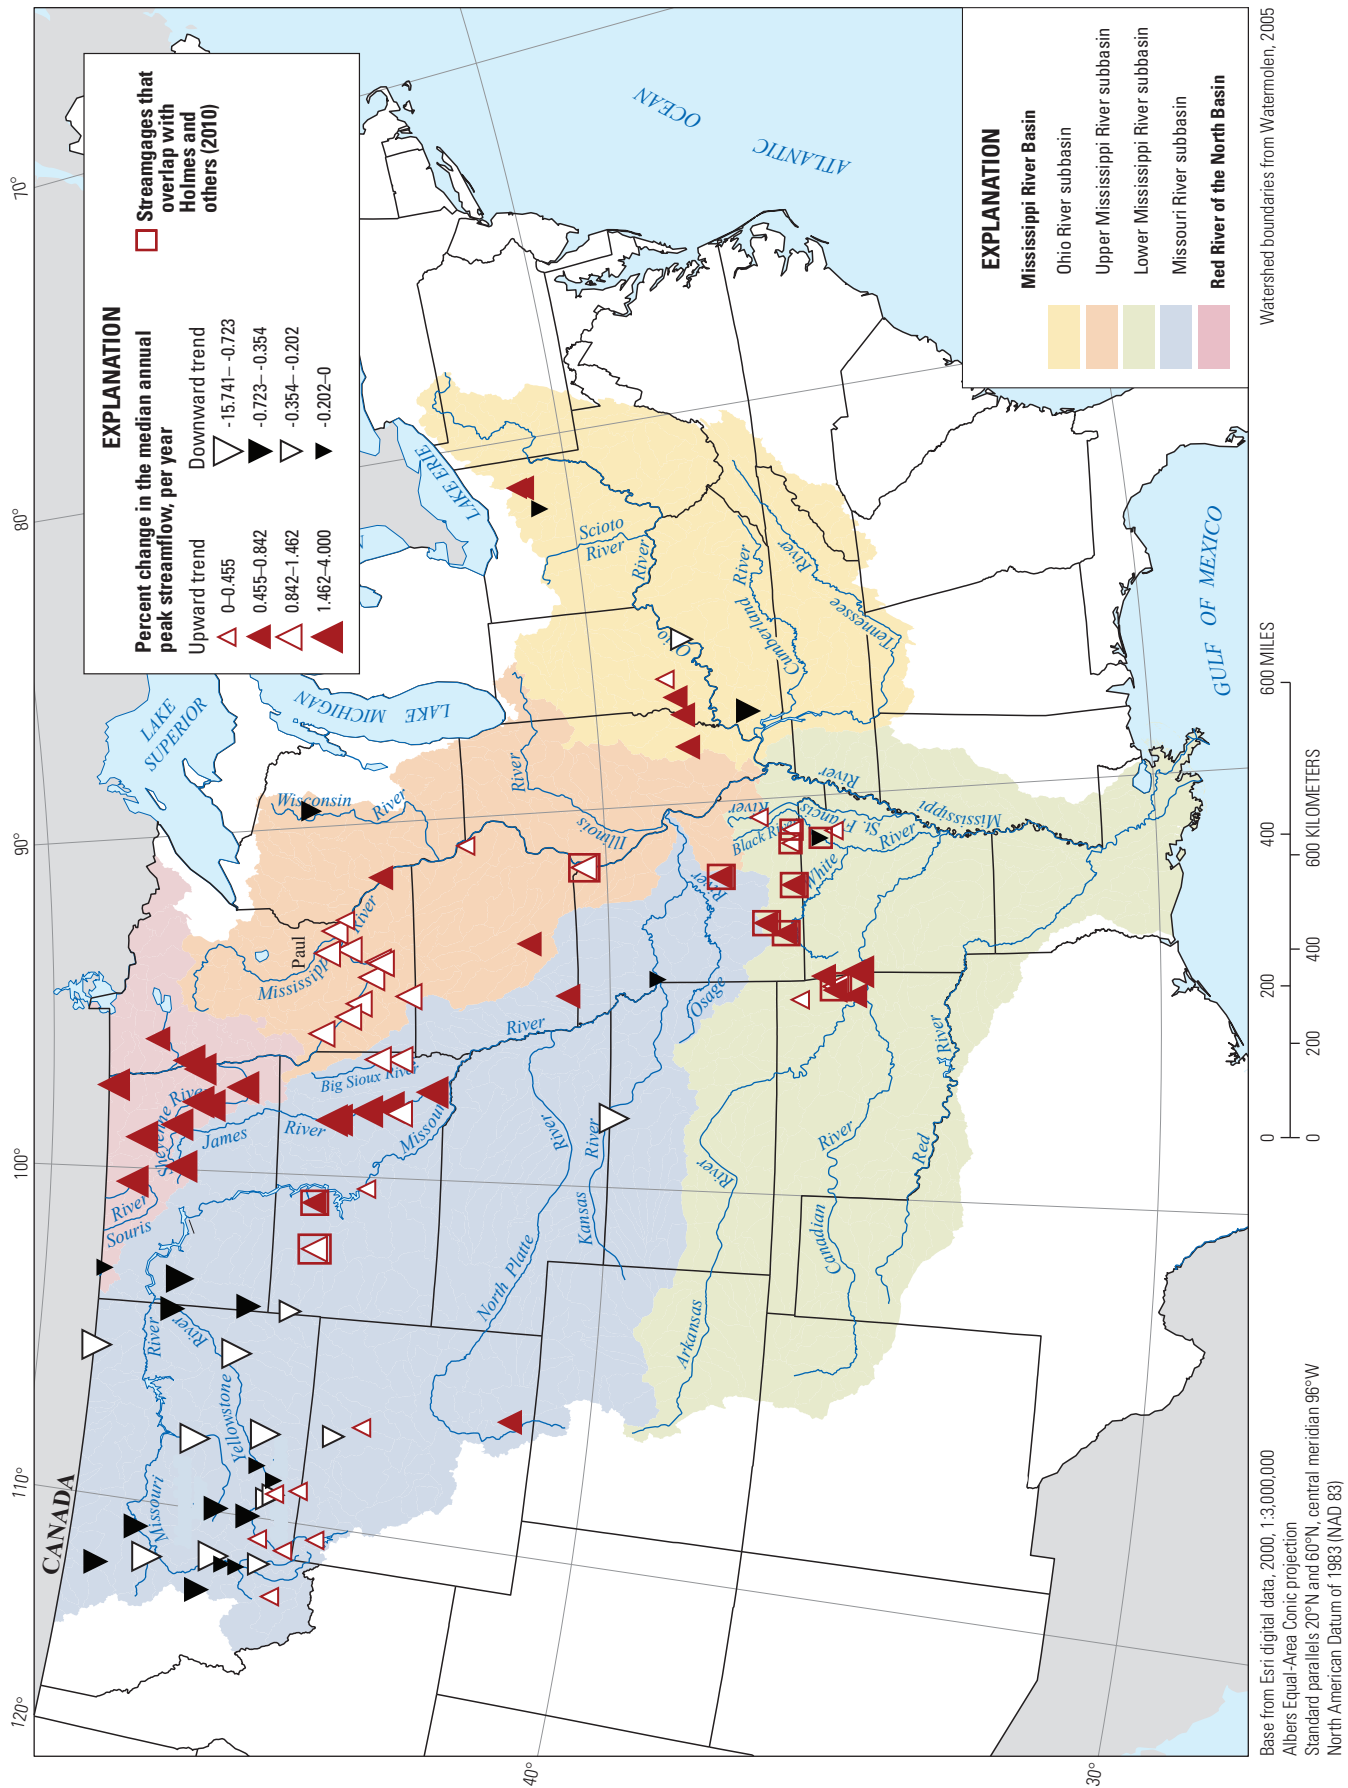 EXPLANATION
Percent change in the median annual
peak streamflow, per year
Upward trend
0–0.455
0.455–0.842
0.842–1.462
1.462–4.000
Downward trend
-15.741– -0.723
-0.723– -0.354
-0.354– -0.202
-0.202–0
Streamgages that
overlap with
Holmes and
others (2010)
EXPLANATION
Mississippi River Basin
Ohio River subbasin
Upper Mississippi River subbasin
Lower Mississippi River subbasin
Missouri River subbasin
Red River of the North Basin
120°
110°
100°
90°
80°
70°
40°
30°
CANADA
LAKE
SUPERIOR
LAKE MICHIGAN
LAKE ERIE
ATLANTIC
OCEAN
GULF OF MEXICO
Missouri
River
Yellowstone
River
Souris
River
Sheyenne River
James
River
Big Sioux River
Missouri
River
North Platte
River
Kansas
River
Osage
River
Arkansas
River
Canadian
River
Red
River
Mississippi
River
Paul
Wisconsin
River
Illinois
River
Black River
St. Francis
River
White
River
Mississippi
River
Ohio
River
Scioto
River
Cumberland
River
Tennessee
River
0
200
400
600 MILES
0
200
400
600 KILOMETERS
Base from Esri digital data, 2000, 1:3,000,000
Albers Equal-Area Conic projection
Standard parallels 20°N and 60°N, central meridian 96°W
North American Datum of 1983 (NAD 83)
Watershed boundaries from Watermolen, 2005